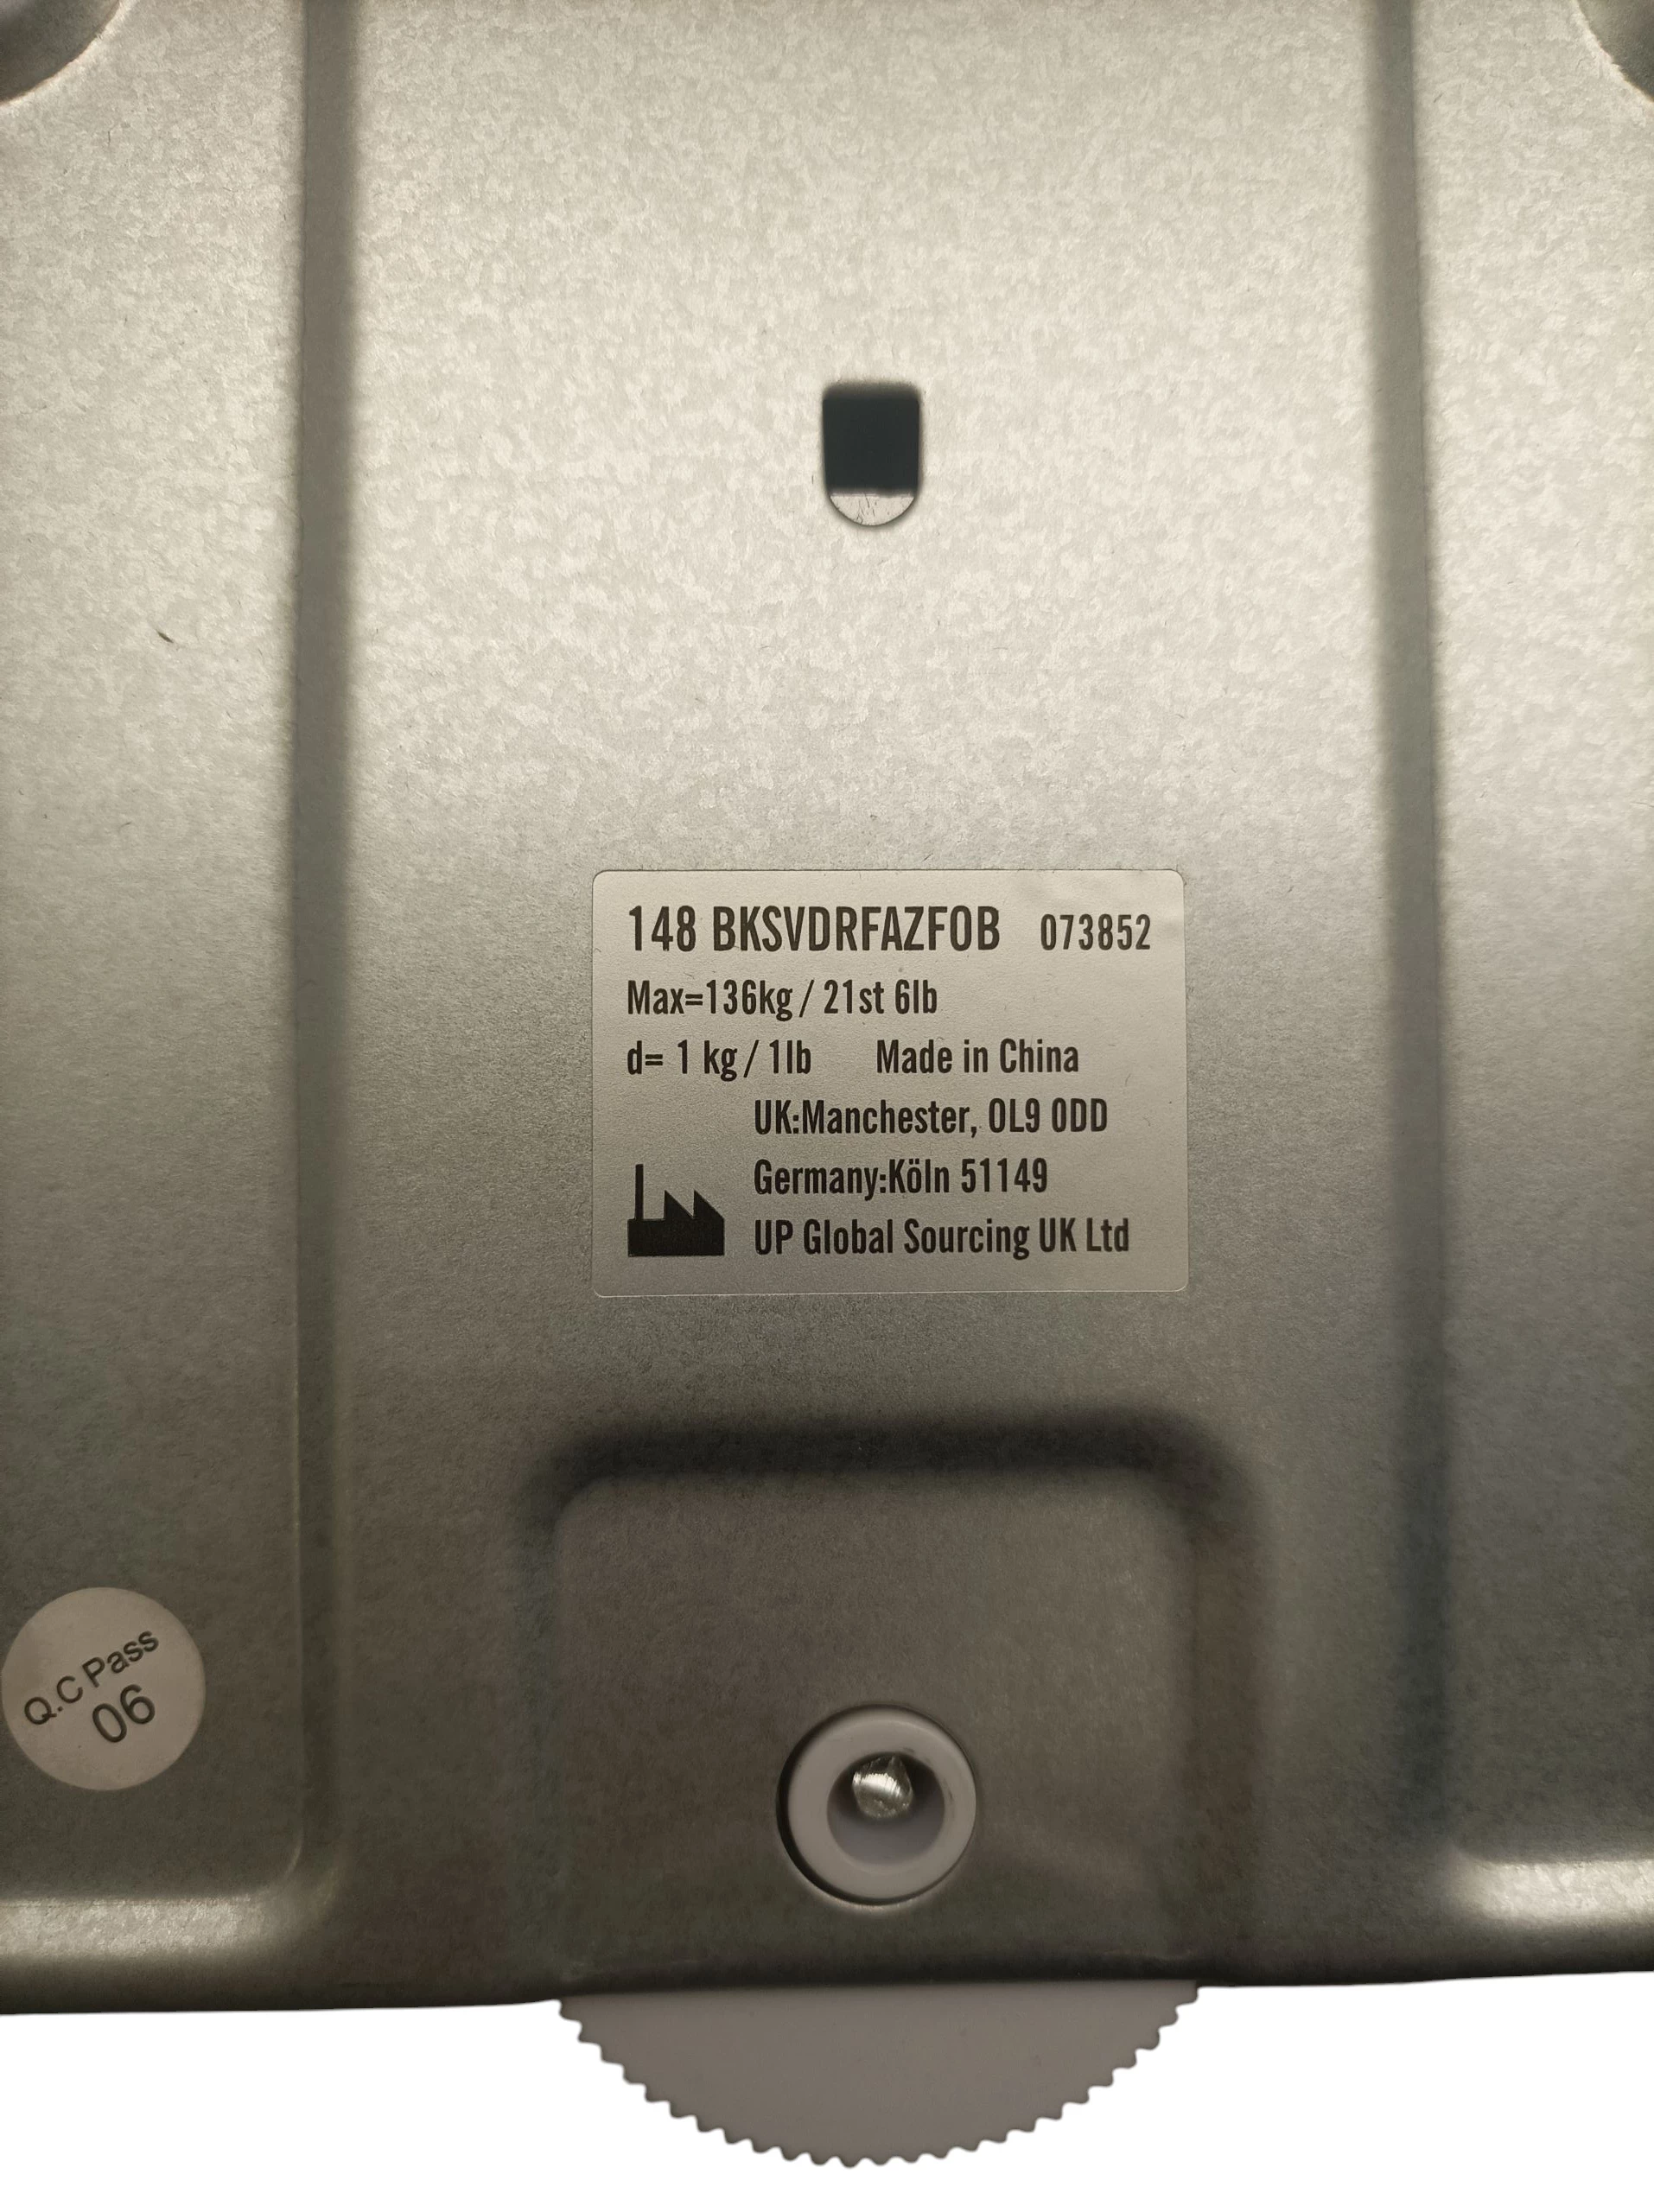 148 BKSVDRFAZFOB 073852
Max=136kg / 21st 6lb
d= 1 kg / 1lb Made in China
UK:Manchester, OL9 0DD
Germany:Köln 51149
UP Global Sourcing UK Ltd
Q.C Pass
06